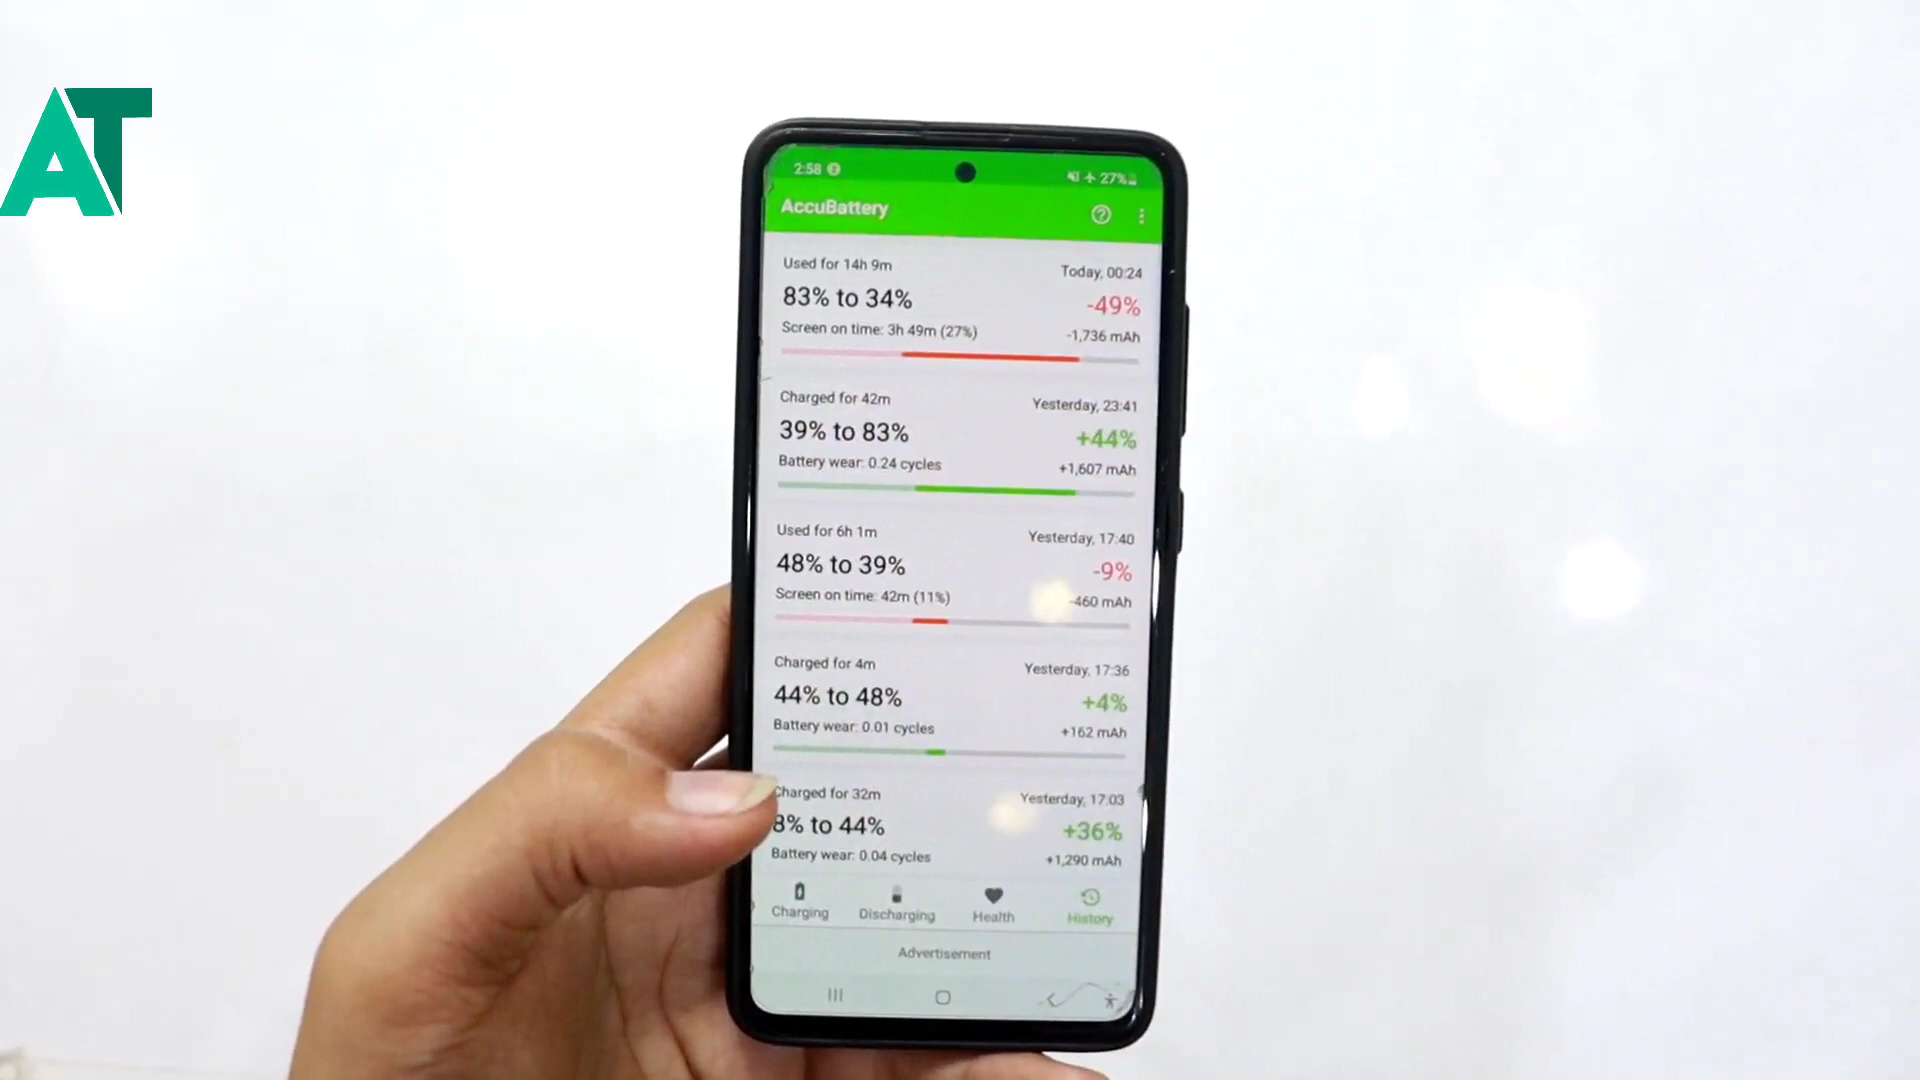 AT
2:58
27%
AccuBattery
Used for 14h 9m
Today, 00:24
83% to 34%
-49%
Screen on time: 3h 49m (27%)
-1,736 mAh
Charged for 42m
Yesterday, 23:41
39% to 83%
+44%
Battery wear: 0.24 cycles
+1,607 mAh
Used for 6h 1m
Yesterday, 17:40
48% to 39%
-9%
Screen on time: 42m (11%)
-460 mAh
Charged for 4m
Yesterday, 17:36
44% to 48%
+4%
Battery wear: 0.01 cycles
+162 mAh
Charged for 32m
Yesterday, 17:03
8% to 44%
+36%
Battery wear: 0.04 cycles
+1,290 mAh
Charging
Discharging
Health
History
Advertisement